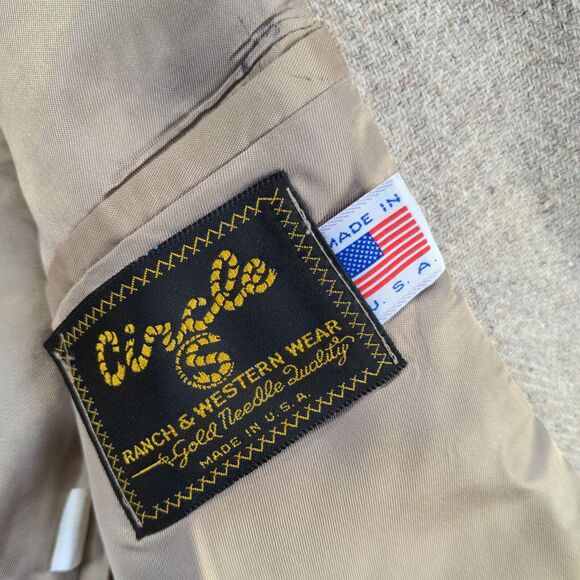 Circle
S
RANCH & WESTERN WEAR
Gold Needle Quality
MADE IN U.S.A.
MADE IN
U.S.A.